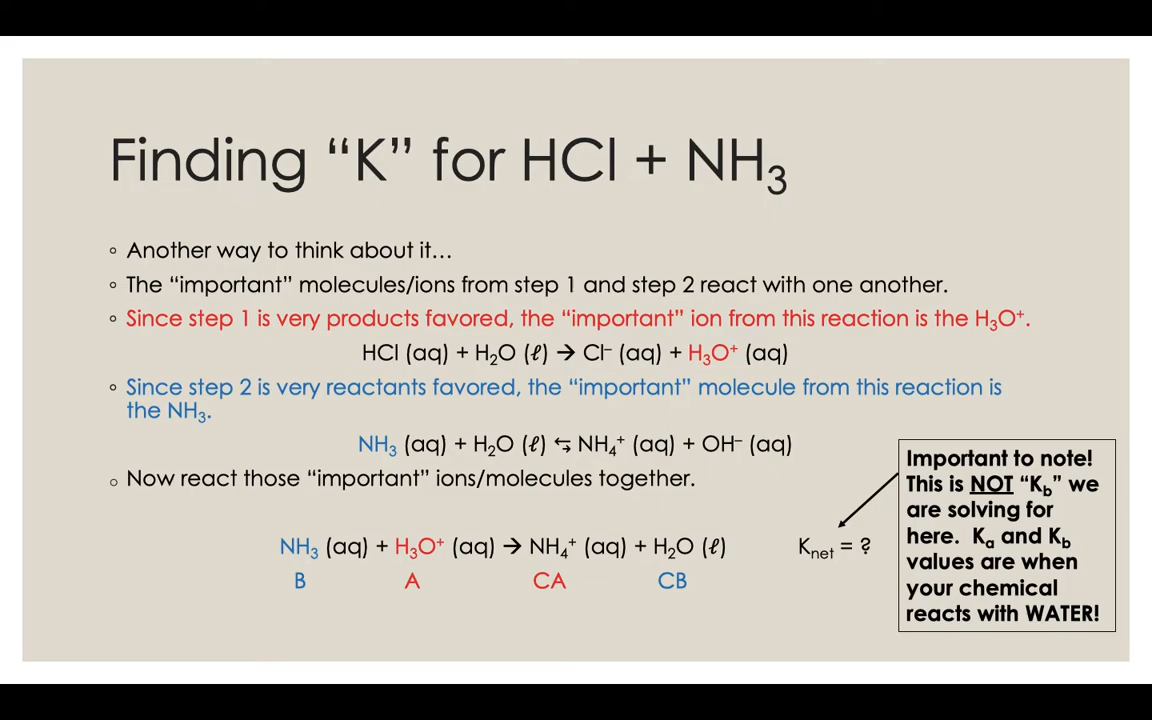 Finding “K” for HCl + NH₃
◦ Another way to think about it…
◦ The “important” molecules/ions from step 1 and step 2 react with one another.
◦ Since step 1 is very products favored, the “important” ion from this reaction is the H₃O⁺.
HCl (aq) + H₂O (ℓ) → Cl⁻ (aq) + H₃O⁺ (aq)
◦ Since step 2 is very reactants favored, the “important” molecule from this reaction is
the NH₃.
NH₃ (aq) + H₂O (ℓ) ⇆ NH₄⁺ (aq) + OH⁻ (aq)
◦ Now react those “important” ions/molecules together.
NH₃ (aq) + H₃O⁺ (aq) → NH₄⁺ (aq) + H₂O (ℓ) Kₙₑₜ = ?
B A CA CB
Important to note!
This is NOT “K_b” we
are solving for
here. Kₐ and K_b
values are when
your chemical
reacts with WATER!